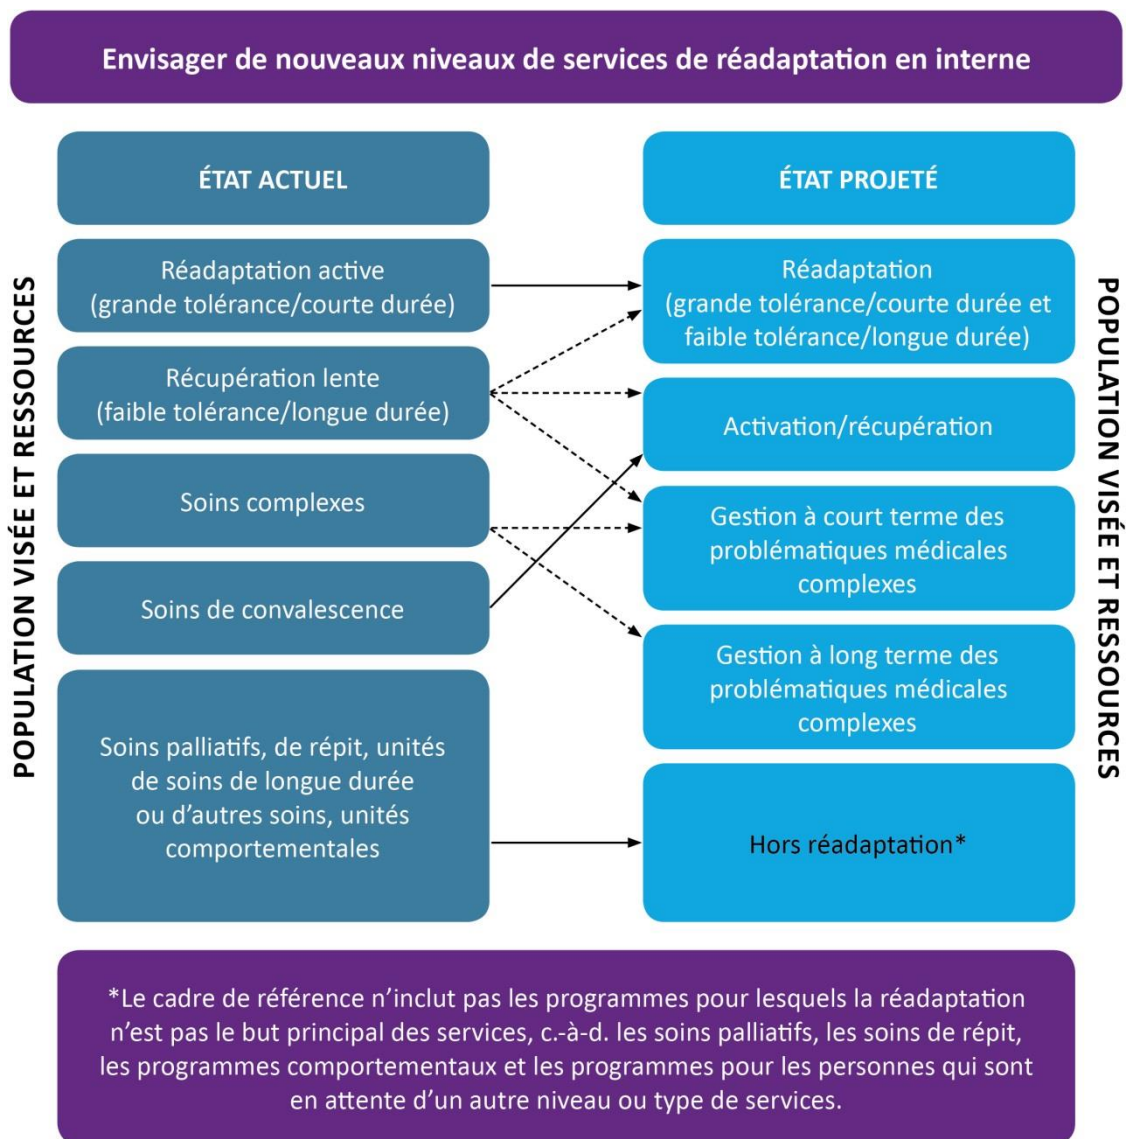 Envisager de nouveaux niveaux de services de réadaptation en interne
POPULATION VISÉE ET RESSOURCES
ÉTAT ACTUEL
Réadaptation active
(grande tolérance/courte durée)
Récupération lente
(faible tolérance/longue durée)
Soins complexes
Soins de convalescence
Soins palliatifs, de répit, unités
de soins de longue durée
ou d’autres soins, unités
comportementales
ÉTAT PROJETÉ
Réadaptation
(grande tolérance/courte durée et
faible tolérance/longue durée)
Activation/récupération
Gestion à court terme des
problématiques médicales
complexes
Gestion à long terme des
problématiques médicales
complexes
Hors réadaptation*
POPULATION VISÉE ET RESSOURCES
*Le cadre de référence n’inclut pas les programmes pour lesquels la réadaptation
n’est pas le but principal des services, c.-à-d. les soins palliatifs, les soins de répit,
les programmes comportementaux et les programmes pour les personnes qui sont
en attente d’un autre niveau ou type de services.